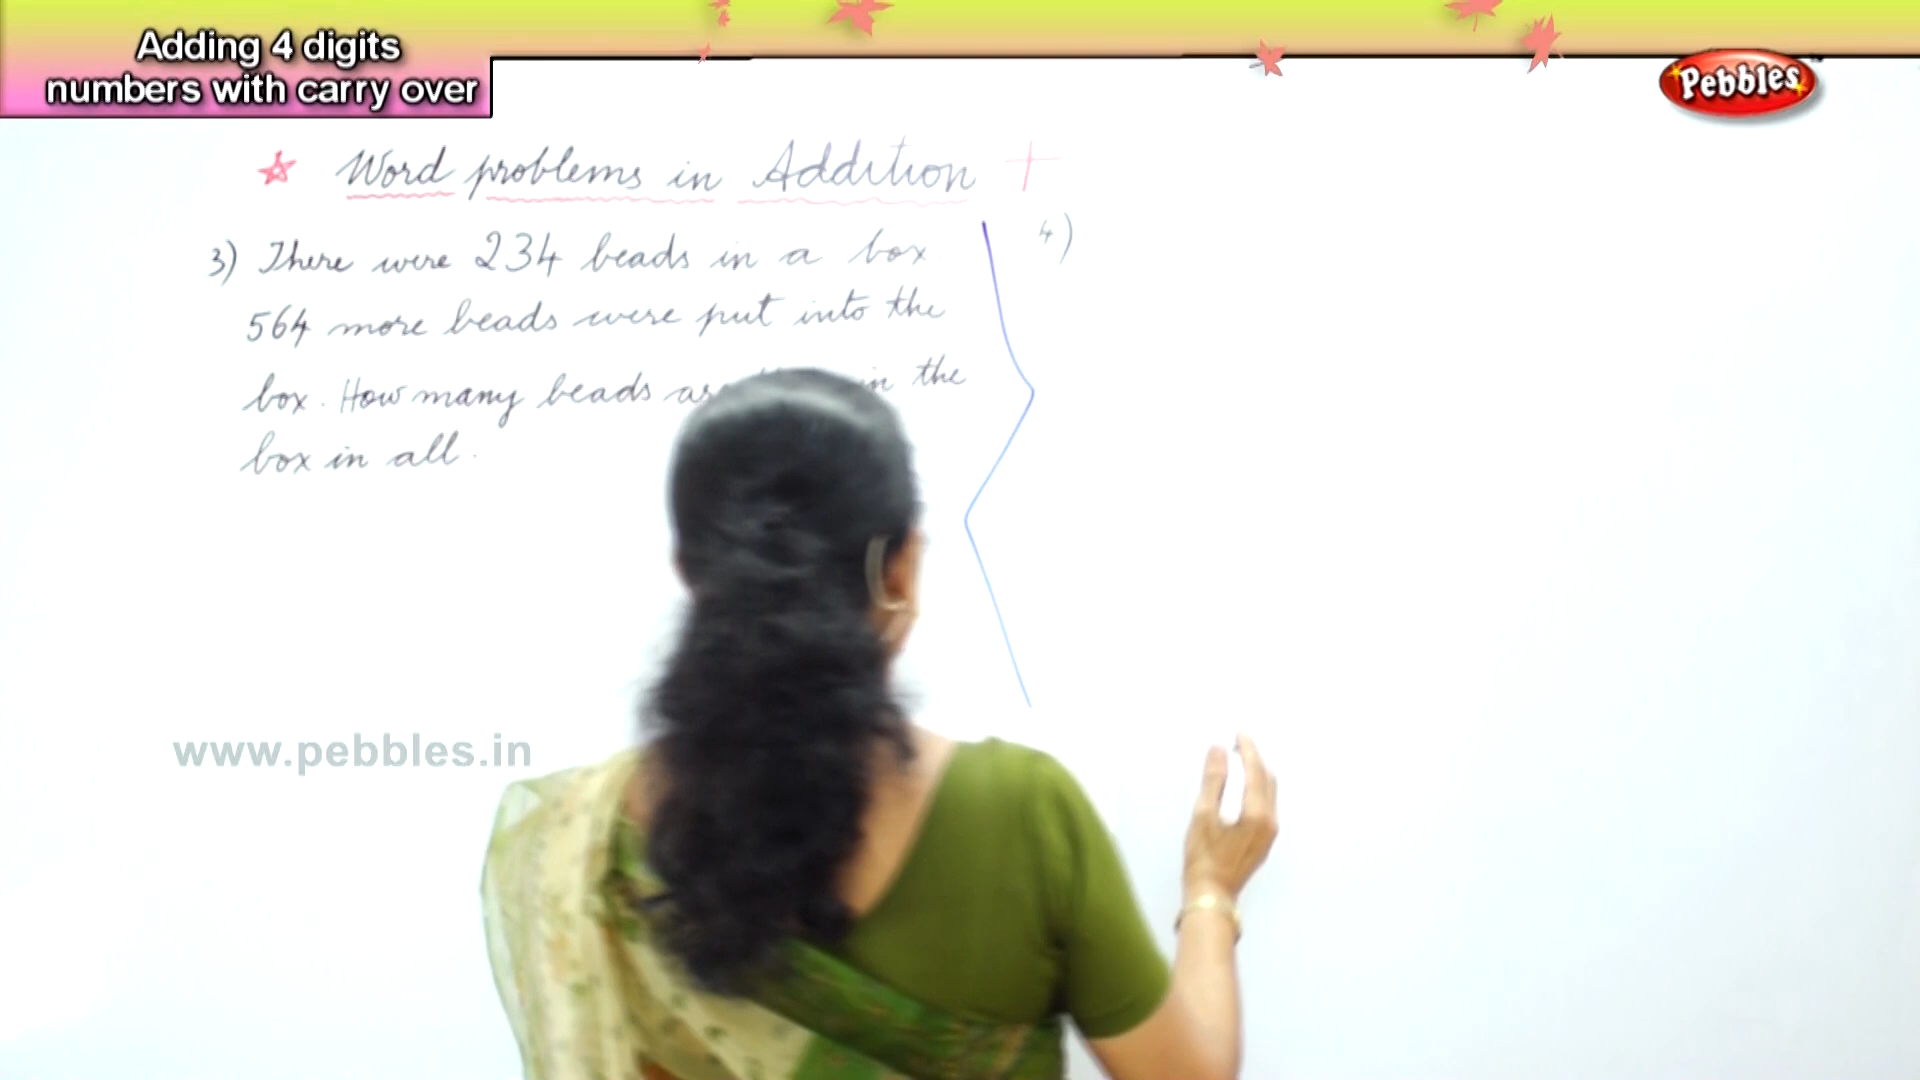 Adding 4 digits
numbers with carry over
Pebbles
Word problems in Addition +
3) There were 234 beads in a box
564 more beads were put into the
box. How many beads are in the
box in all.
4)
www.pebbles.in